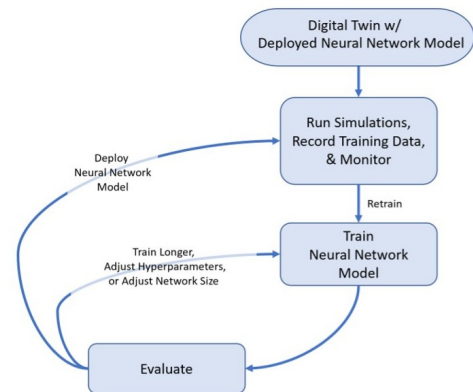 Digital Twin w/
Deployed Neural Network Model
Run Simulations,
Record Training Data,
& Monitor
Deploy
Neural Network
Model
Retrain
Train Longer,
Adjust Hyperparameters,
or Adjust Network Size
Train
Neural Network
Model
Evaluate